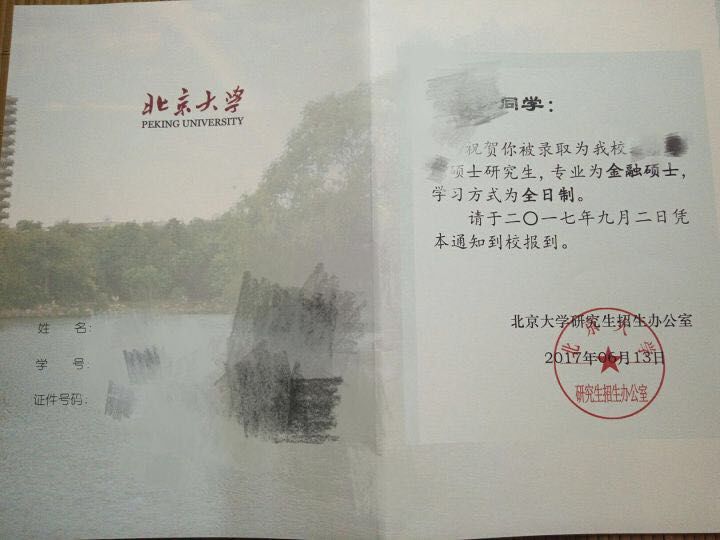 北京大学
PEKING UNIVERSITY
姓 名：
学 号：
证件号码：
同学：
祝贺你被录取为我校
硕士研究生，专业为金融硕士，
学习方式为全日制。
请于二〇一七年九月二日凭
本通知到校报到。
北京大学研究生招生办公室
2017年06月13日
北京大学
研究生招生办公室